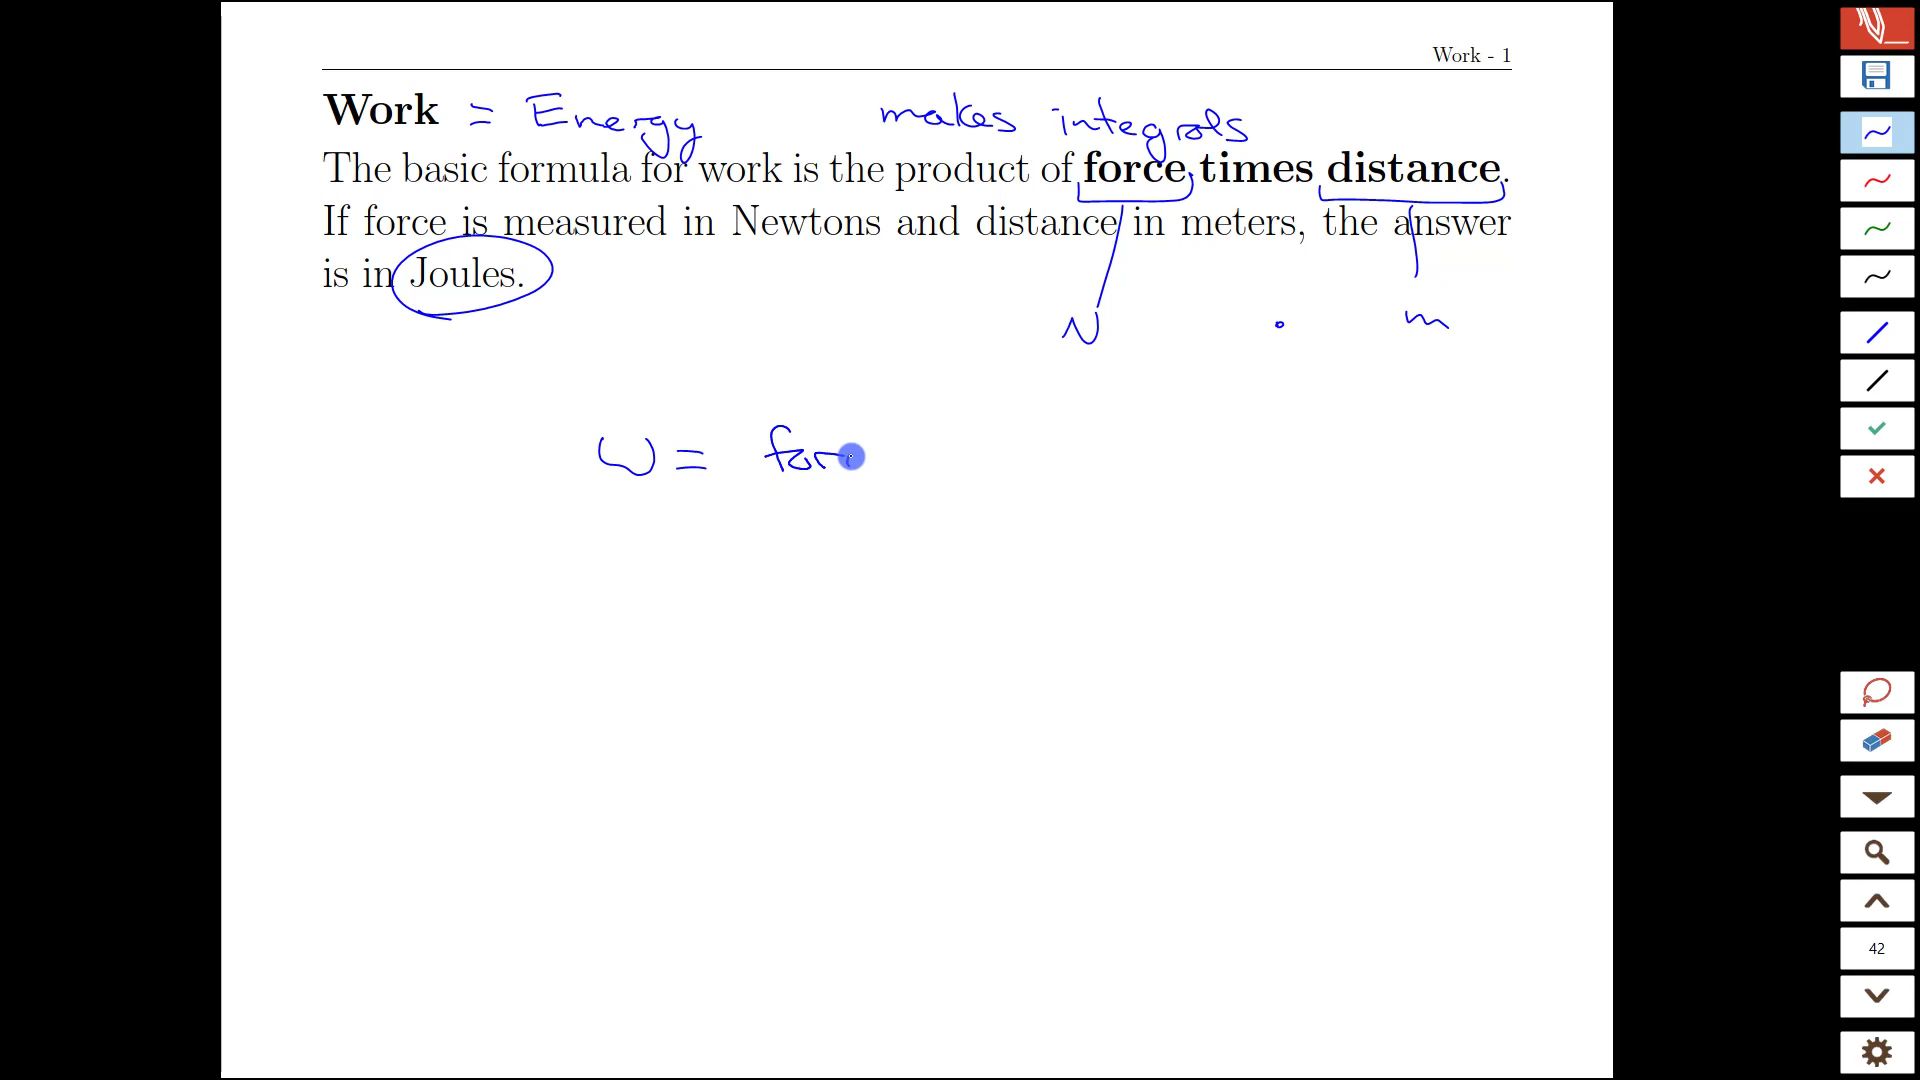 Work - 1
Work = Energy makes integrals
The basic formula for work is the product of force times distance.
If force is measured in Newtons and distance in meters, the answer
is in Joules.
N · m
W = for
42